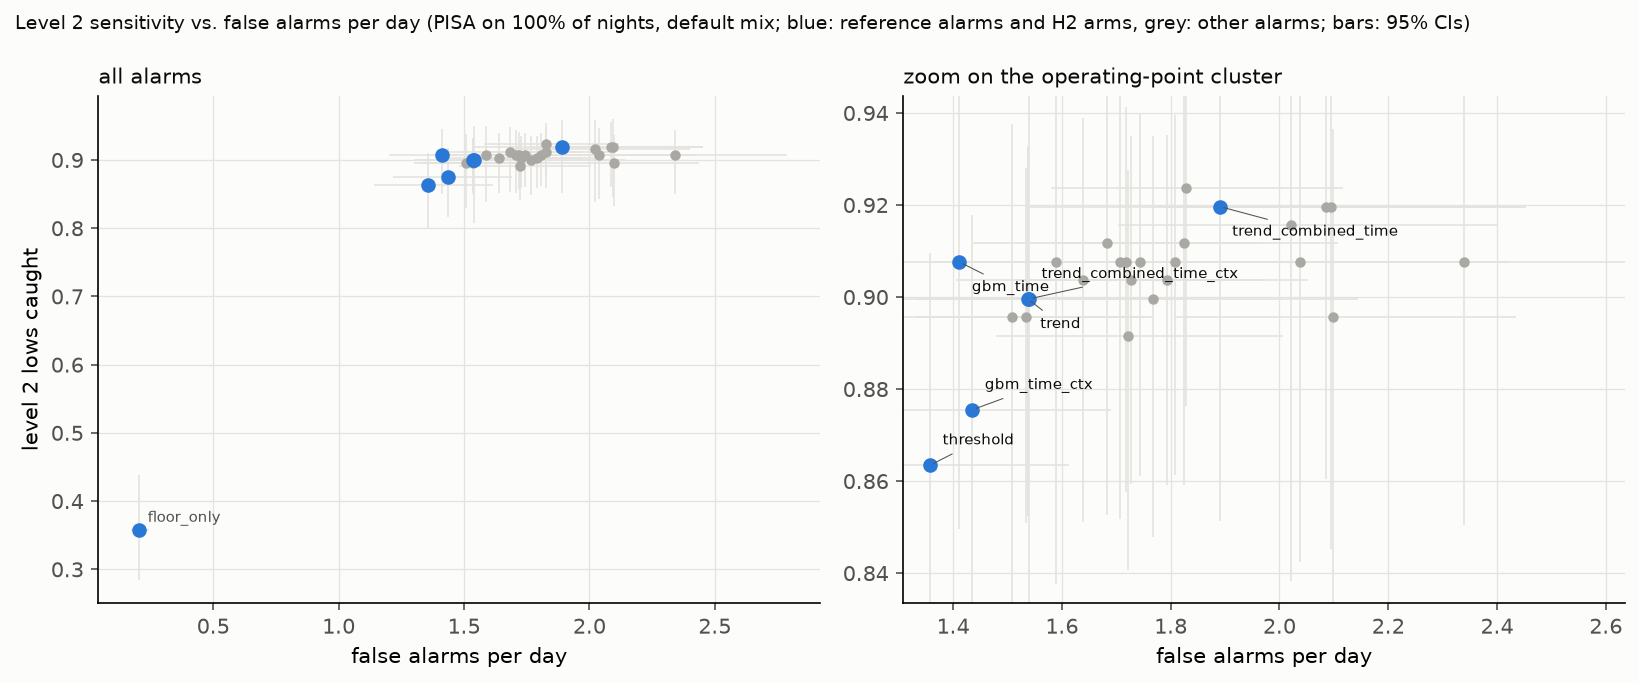 Level 2 sensitivity vs. false alarms per day (PISA on 100% of nights, default mix; blue: reference alarms and H2 arms, grey: other alarms; bars: 95% CIs)
all alarms
level 2 lows caught
0.9
0.8
0.7
0.6
0.5
0.4
0.3
floor_only
0.5
1.0
1.5
2.0
2.5
false alarms per day
zoom on the operating-point cluster
0.94
0.92
0.90
0.88
0.86
0.84
trend_combined_time
trend_combined_time_ctx
gbm_time
trend
gbm_time_ctx
threshold
1.4
1.6
1.8
2.0
2.2
2.4
2.6
false alarms per day